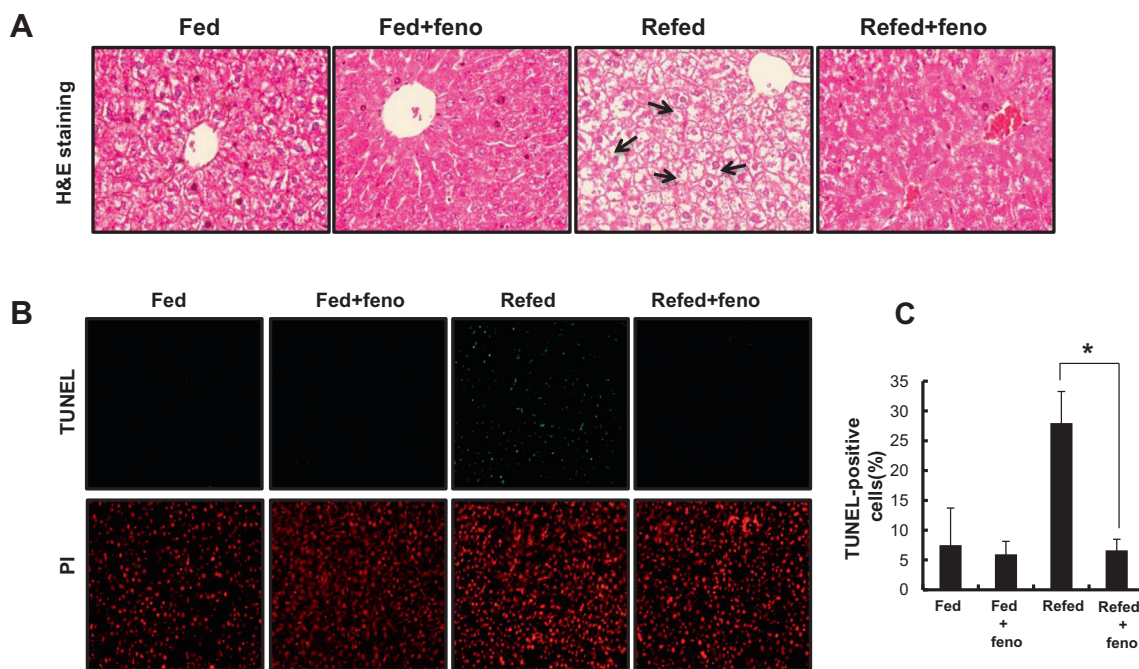 A
Fed
Fed+feno
Refed
Refed+feno
H&E staining
B
Fed
Fed+feno
Refed
Refed+feno
TUNEL
PI
C
*
TUNEL-positive
cells(%)
35
30
25
20
15
10
5
0
Fed
Fed
+
feno
Refed
Refed
+
feno